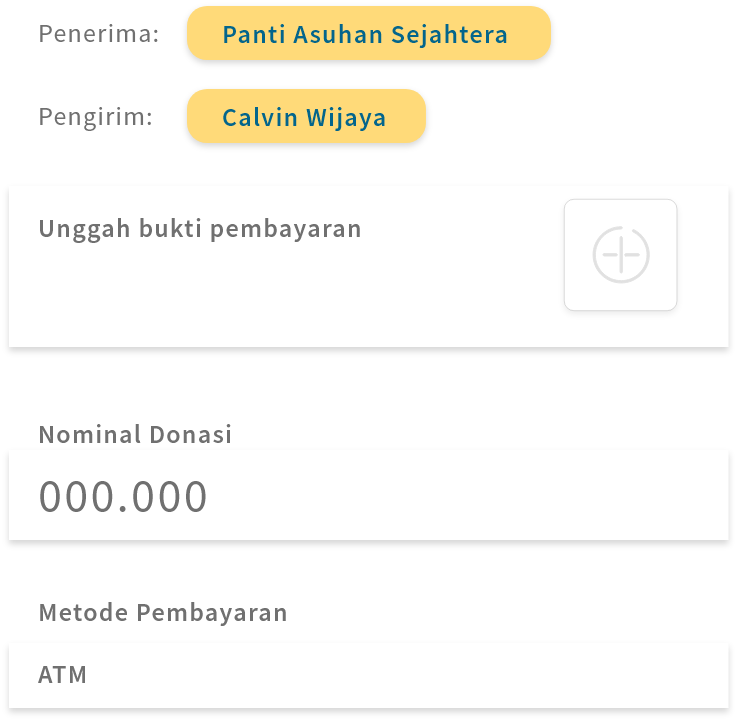 Penerima: Panti Asuhan Sejahtera
Pengirim: Calvin Wijaya
Unggah bukti pembayaran
Nominal Donasi
000.000
Metode Pembayaran
ATM